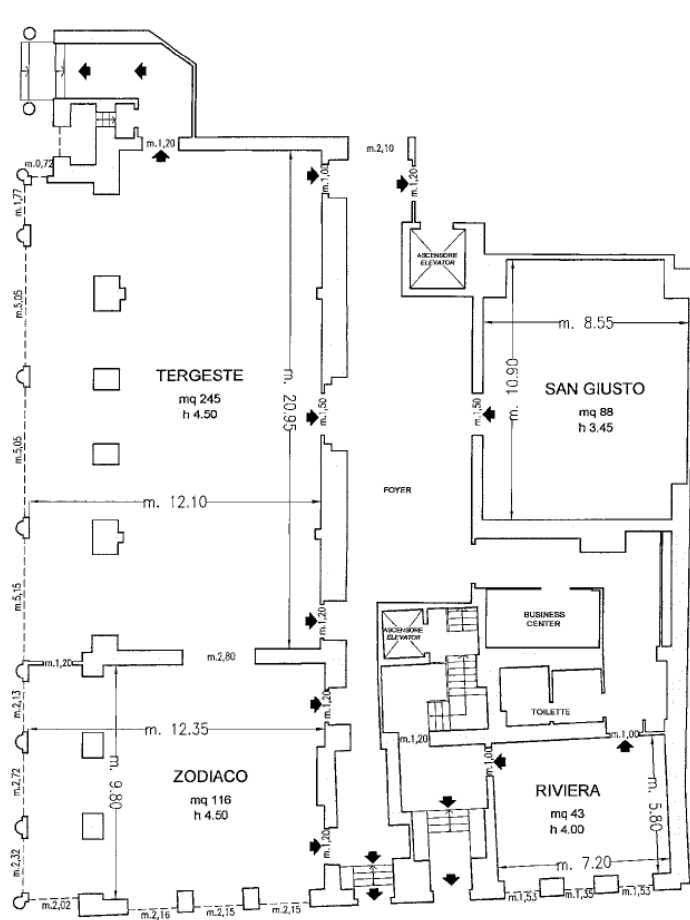 m.1,20
m.2,10
m.0,72
m.1,00
m.1,20
m.1,77
ASCENSORE
ELEVATOR
m.5,05
m. 8.55
TERGESTE
mq 245
h 4.50
m. 20.95
m. 10.90
SAN GIUSTO
mq 88
h 3.45
m.1,50
m.1,50
m.5,05
m. 12.10
FOYER
m.5,15
m.1,20
BUSINESS
CENTER
ASCENSORE
ELEVATOR
m.1,20
m.2,80
m.2,13
m.1,20
TOILETTE
m. 12.35
m.1,20
m.1,00
m.1,00
m.2,72
m. 9.80
ZODIACO
mq 116
h 4.50
RIVIERA
mq 43
h 4.00
m. 5.80
m.2,32
m.1,20
m. 7.20
m.2,02
m.2,16
m.2,15
m.2,15
m.1,53
m.1,35
m.1,53